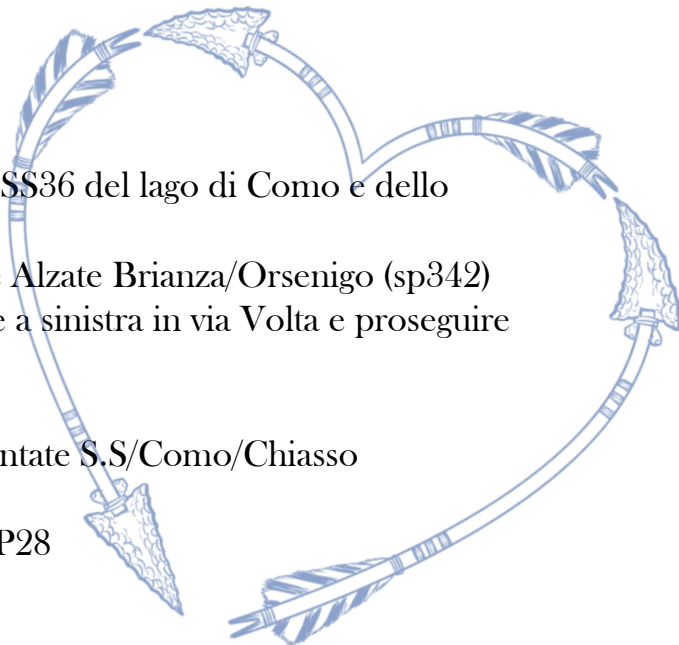 SS36 del lago di Como e dello
Alzate Brianza/Orsenigo (sp342)
e a sinistra in via Volta e proseguire
ntate S.S/Como/Chiasso
P28